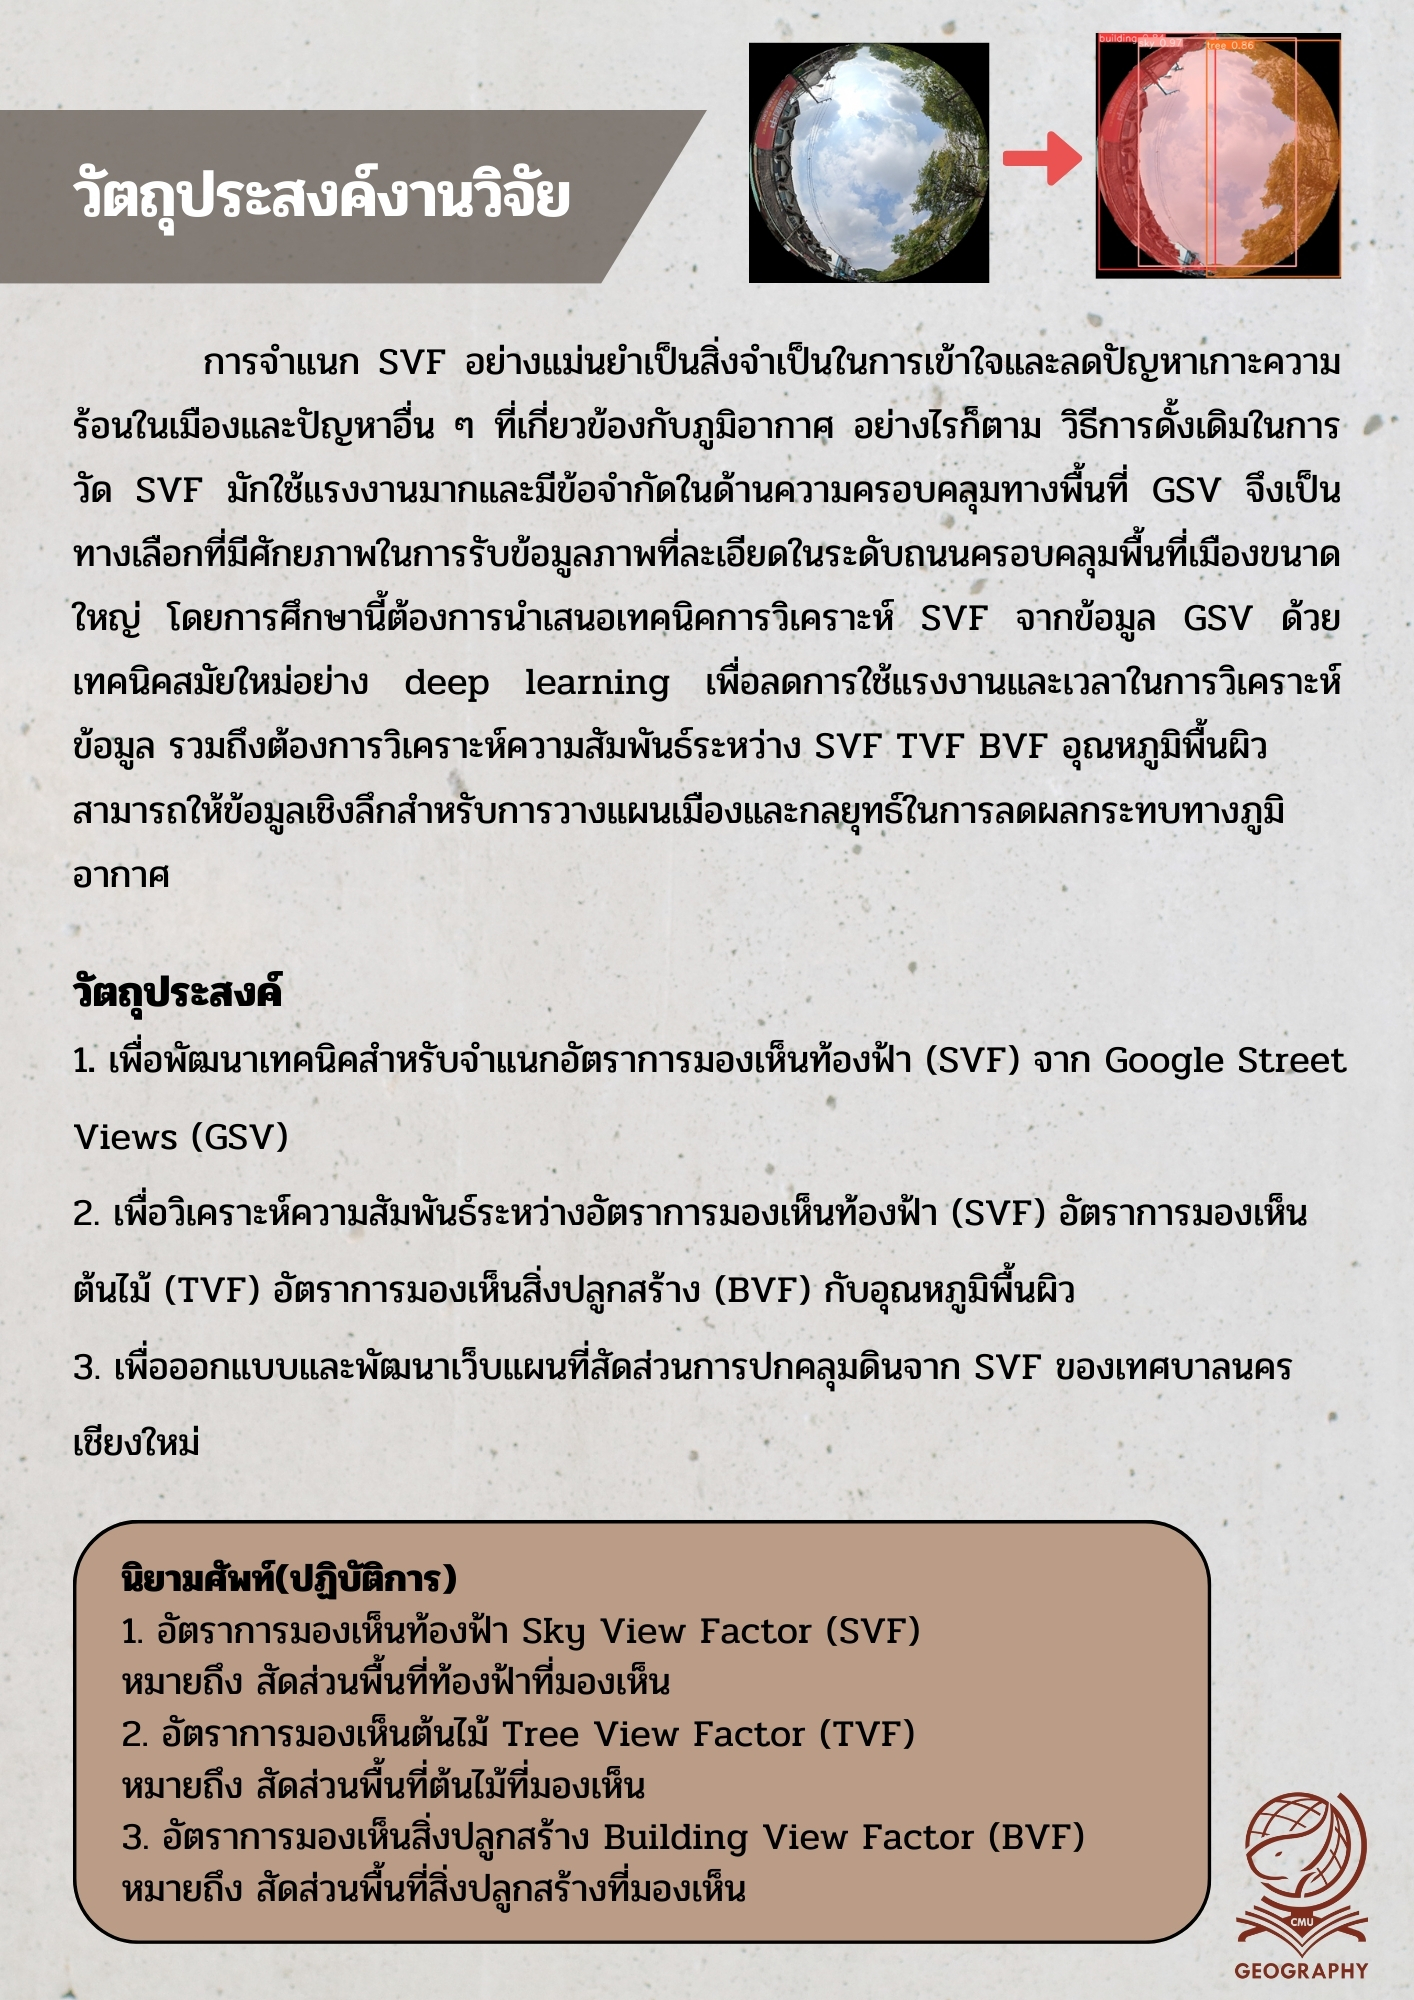 building 0.84
sky 0.97
tree 0.86
วัตถุประสงค์งานวิจัย
การจำแนก SVF อย่างแม่นยำเป็นสิ่งจำเป็นในการเข้าใจและลดปัญหาเกาะความ
ร้อนในเมืองและปัญหาอื่น ๆ ที่เกี่ยวข้องกับภูมิอากาศ อย่างไรก็ตาม วิธีการดั้งเดิมในการ
วัด SVF มักใช้แรงงานมากและมีข้อจำกัดในด้านความครอบคลุมทางพื้นที่ GSV จึงเป็น
ทางเลือกที่มีศักยภาพในการรับข้อมูลภาพที่ละเอียดในระดับถนนครอบคลุมพื้นที่เมืองขนาด
ใหญ่ โดยการศึกษานี้ต้องการนำเสนอเทคนิคการวิเคราะห์ SVF จากข้อมูล GSV ด้วย
เทคนิคสมัยใหม่อย่าง deep learning เพื่อลดการใช้แรงงานและเวลาในการวิเคราะห์
ข้อมูล รวมถึงต้องการวิเคราะห์ความสัมพันธ์ระหว่าง SVF TVF BVF อุณหภูมิพื้นผิว
สามารถให้ข้อมูลเชิงลึกสำหรับการวางแผนเมืองและกลยุทธ์ในการลดผลกระทบทางภูมิ
อากาศ
วัตถุประสงค์
1. เพื่อพัฒนาเทคนิคสำหรับจำแนกอัตราการมองเห็นท้องฟ้า (SVF) จาก Google Street
Views (GSV)
2. เพื่อวิเคราะห์ความสัมพันธ์ระหว่างอัตราการมองเห็นท้องฟ้า (SVF) อัตราการมองเห็น
ต้นไม้ (TVF) อัตราการมองเห็นสิ่งปลูกสร้าง (BVF) กับอุณหภูมิพื้นผิว
3. เพื่อออกแบบและพัฒนาเว็บแผนที่สัดส่วนการปกคลุมดินจาก SVF ของเทศบาลนคร
เชียงใหม่
นิยามศัพท์(ปฏิบัติการ)
1. อัตราการมองเห็นท้องฟ้า Sky View Factor (SVF)
หมายถึง สัดส่วนพื้นที่ท้องฟ้าที่มองเห็น
2. อัตราการมองเห็นต้นไม้ Tree View Factor (TVF)
หมายถึง สัดส่วนพื้นที่ต้นไม้ที่มองเห็น
3. อัตราการมองเห็นสิ่งปลูกสร้าง Building View Factor (BVF)
หมายถึง สัดส่วนพื้นที่สิ่งปลูกสร้างที่มองเห็น
CMU
GEOGRAPHY